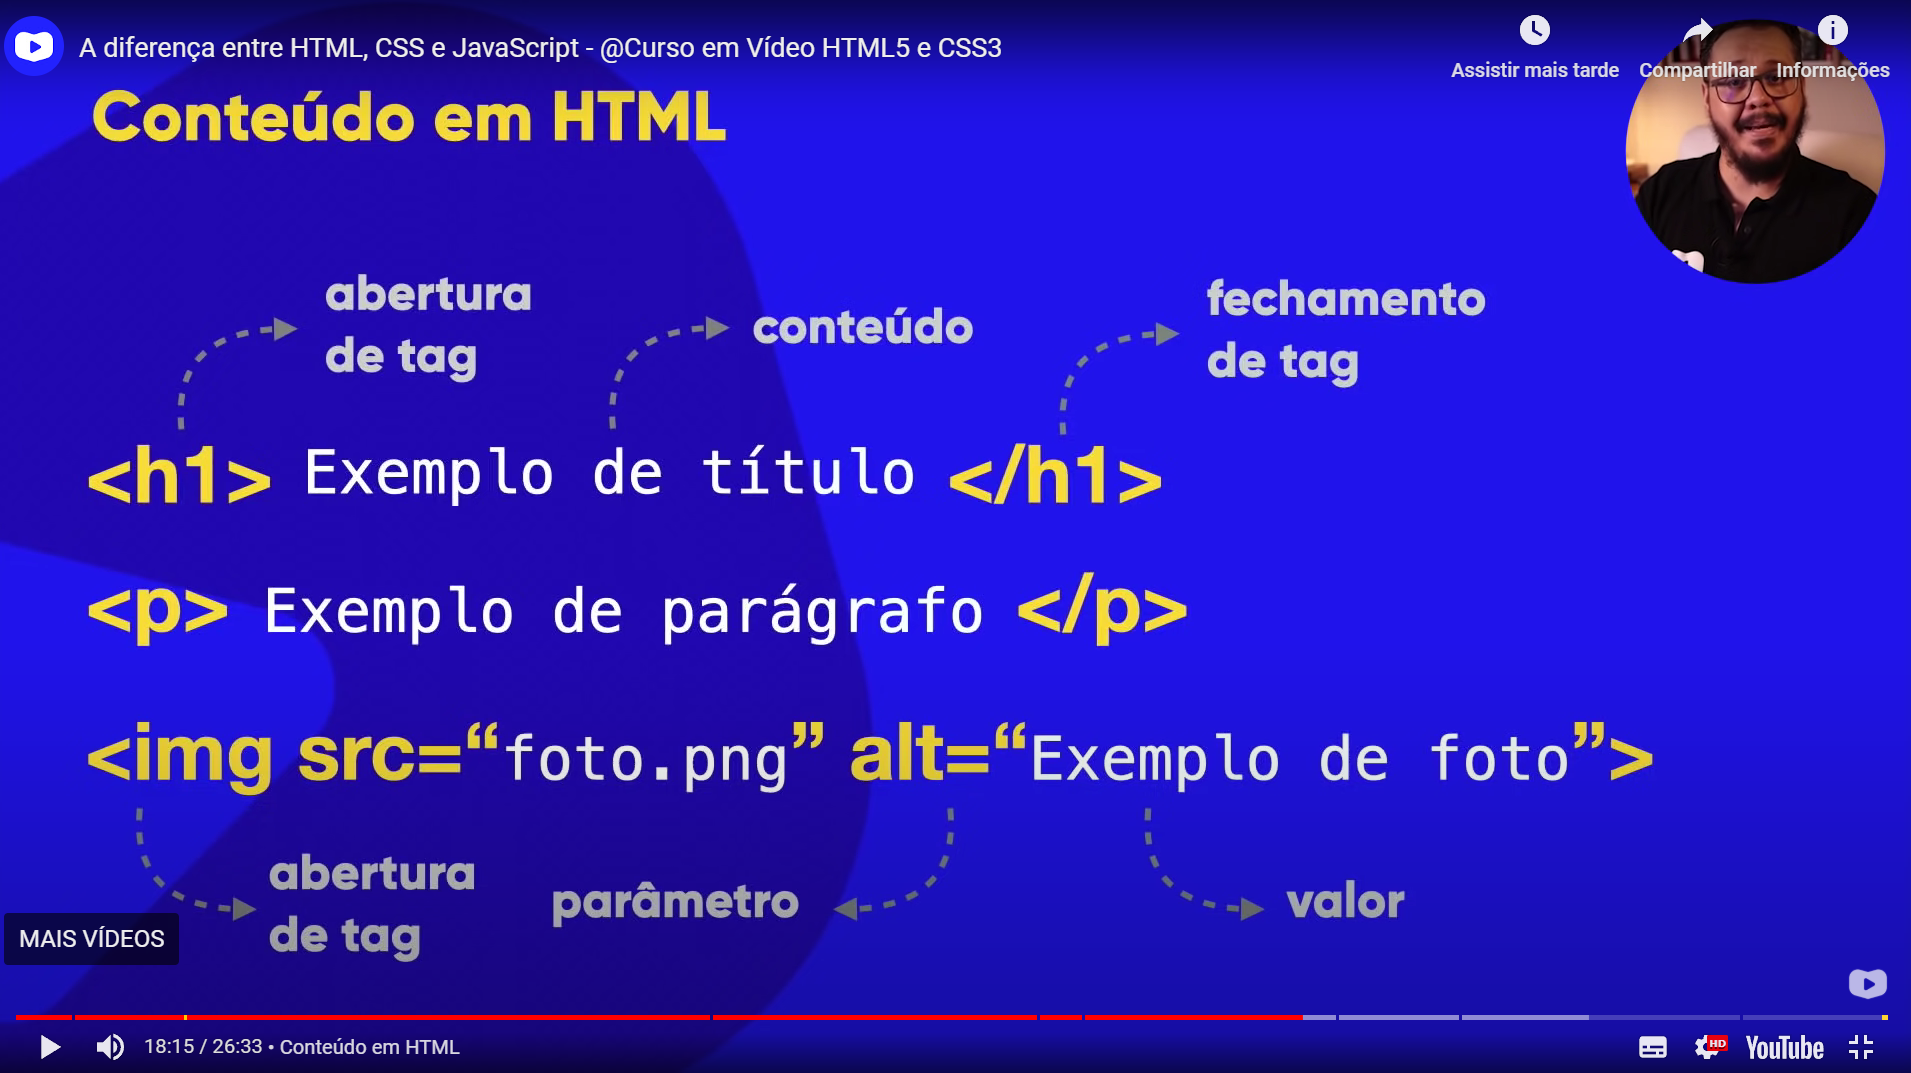 A diferença entre HTML, CSS e JavaScript - @Curso em Vídeo HTML5 e CSS3
Assistir mais tarde
Compartilhar
Informações
Conteúdo em HTML
abertura
de tag
conteúdo
fechamento
de tag
<h1> Exemplo de título </h1>
<p> Exemplo de parágrafo </p>
<img src=“foto.png” alt=“Exemplo de foto”>
abertura
de tag
parâmetro
valor
MAIS VÍDEOS
18:15 / 26:33 • Conteúdo em HTML
HD
YouTube